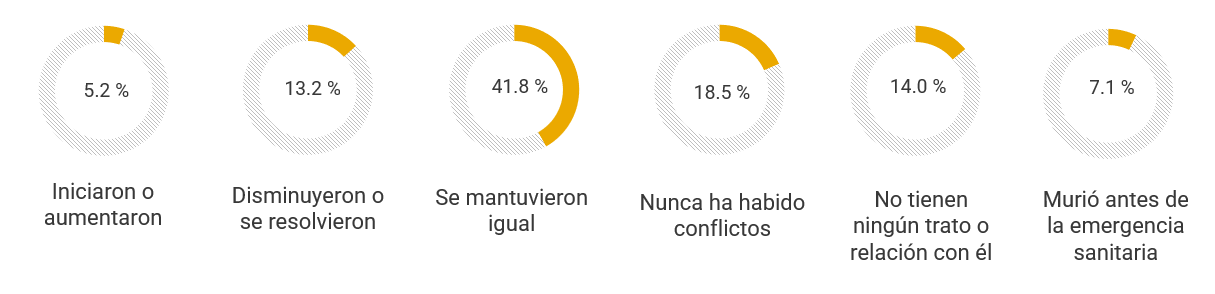 5.2 %
Iniciaron o
aumentaron
13.2 %
Disminuyeron o
se resolvieron
41.8 %
Se mantuvieron
igual
18.5 %
Nunca ha habido
conflictos
14.0 %
No tienen
ningún trato o
relación con él
7.1 %
Murió antes de
la emergencia
sanitaria